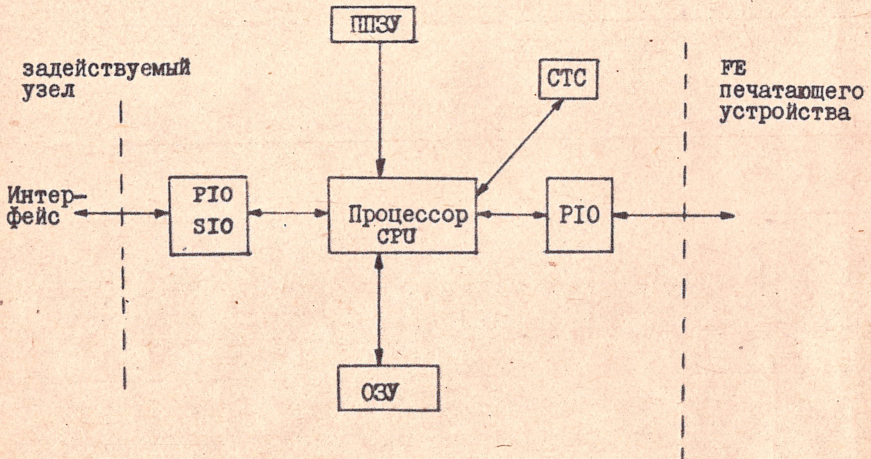 ППЗУ
задействуемый
узел
СТС
FE
печатающего
устройства
Интер-
фейс
PIO
SIO
Процессор
CPU
PIO
ОЗУ